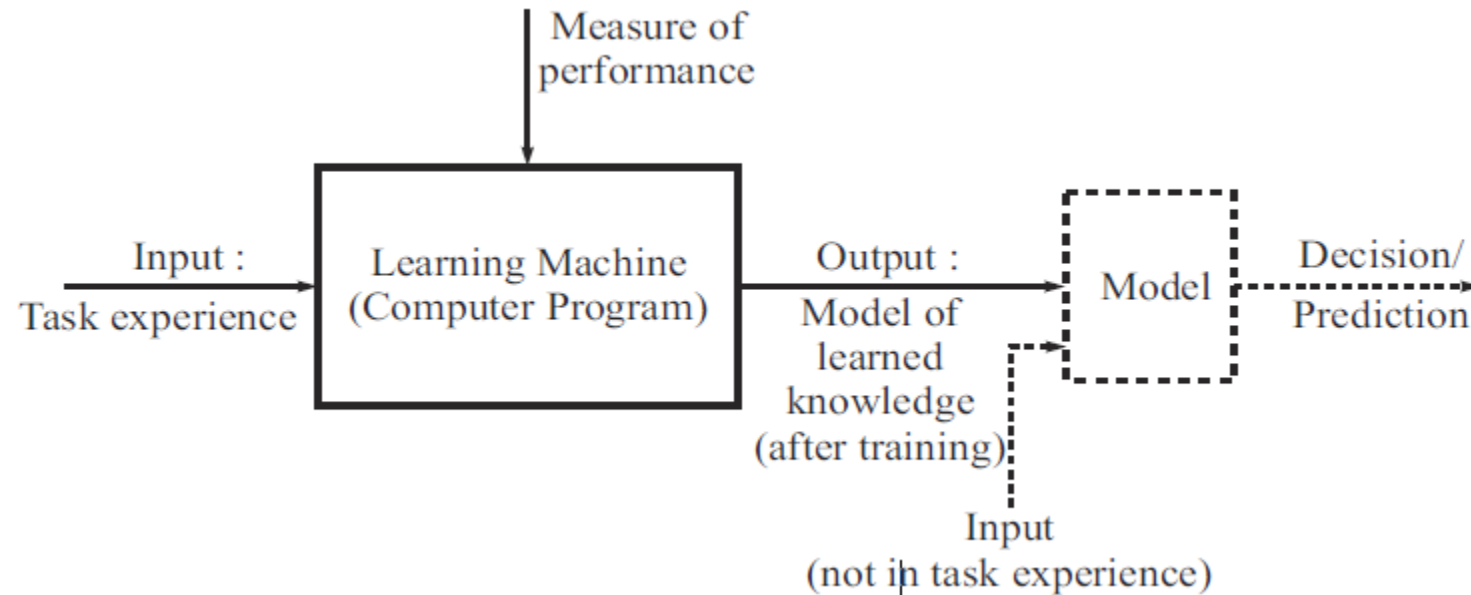 Measure of
performance
Input :
Task experience
Learning Machine
(Computer Program)
Output :
Model of
learned
knowledge
(after training)
Model
Decision/
Prediction
Input
(not in task experience)